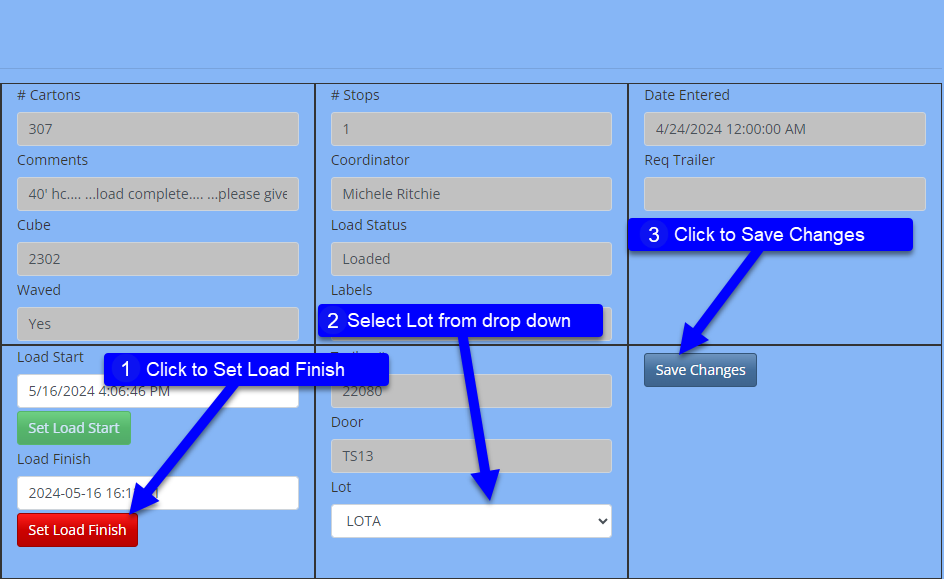 # Cartons
307
Comments
40' hc.... ...load complete.... ...please give
Cube
2302
Waved
Yes
# Stops
1
Coordinator
Michele Ritchie
Load Status
Loaded
Labels
Date Entered
4/24/2024 12:00:00 AM
Req Trailer
3 Click to Save Changes
2 Select Lot from drop down
Load Start
1 Click to Set Load Finish
5/16/2024 4:06:46 PM
Set Load Start
Load Finish
2024-05-16 16:1
Set Load Finish
22080
Door
TS13
Lot
LOTA
Save Changes